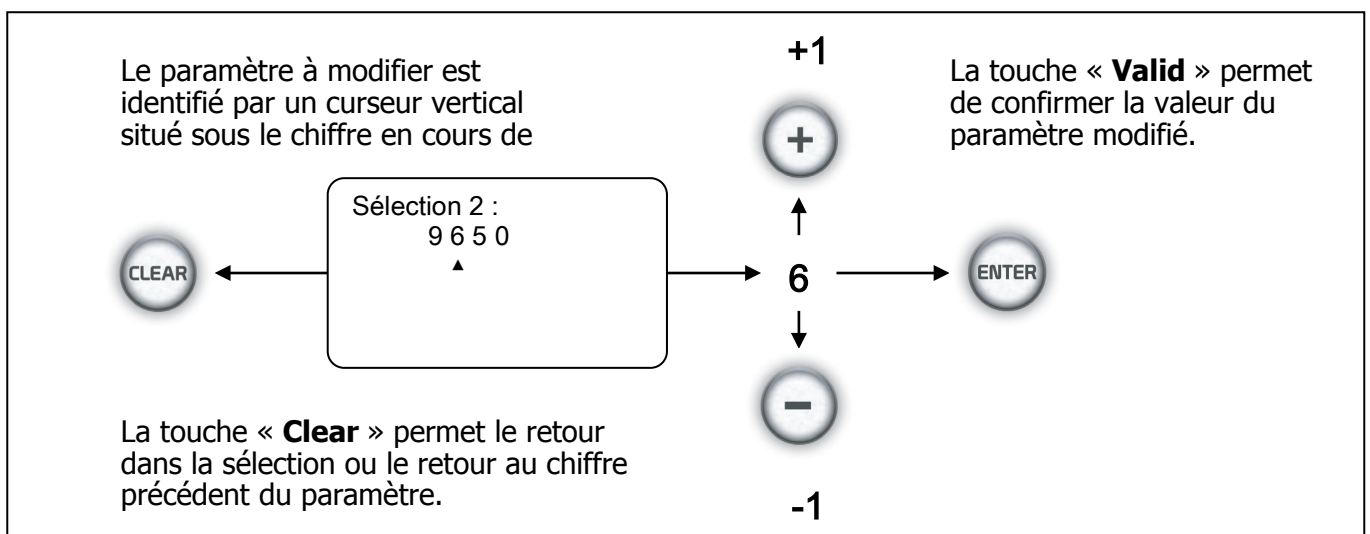 Le paramètre à modifier est
identifié par un curseur vertical
situé sous le chiffre en cours de
+1
+
La touche « Valid » permet
de confirmer la valeur du
paramètre modifié.
CLEAR
Sélection 2 :
9 6 5 0
6
ENTER
−
-1
La touche « Clear » permet le retour
dans la sélection ou le retour au chiffre
précédent du paramètre.